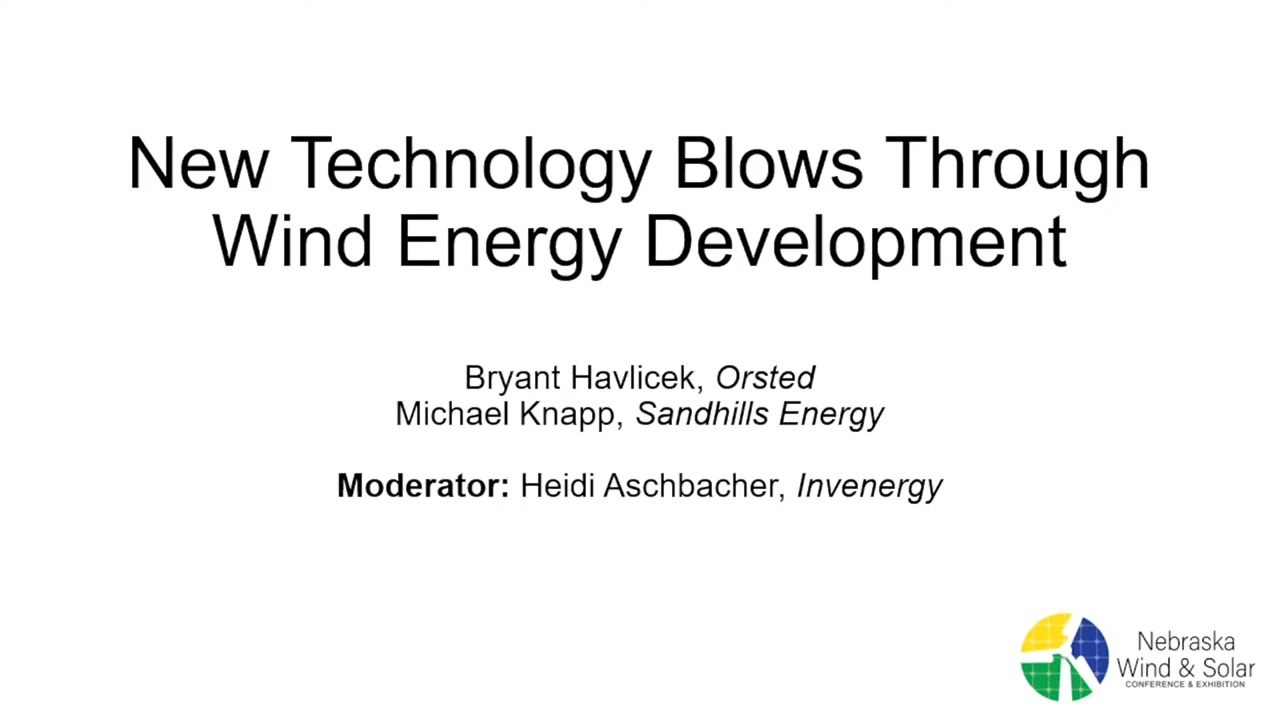 New Technology Blows Through
Wind Energy Development
Bryant Havlicek, Orsted
Michael Knapp, Sandhills Energy
Moderator: Heidi Aschbacher, Invenergy
Nebraska
Wind & Solar
CONFERENCE & EXHIBITION